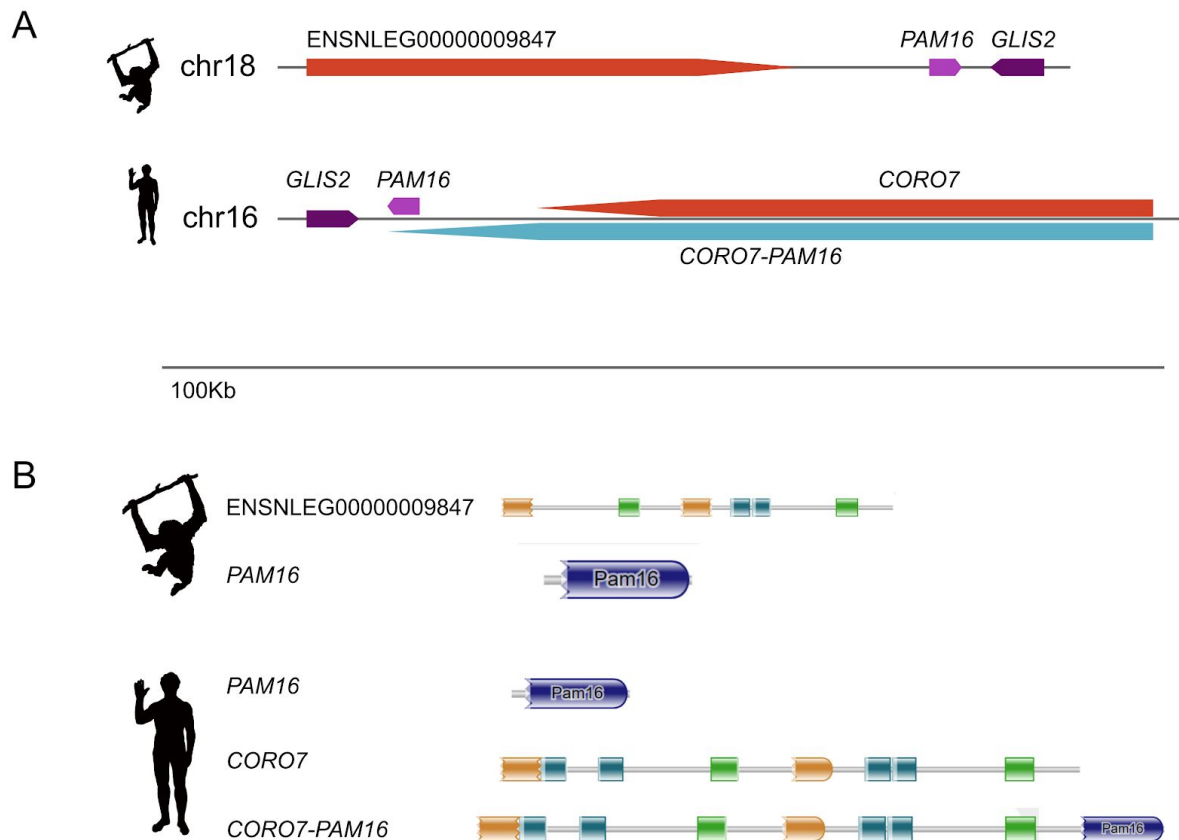 A
ENSNLEG00000009847
PAM16 GLIS2
chr18
GLIS2 PAM16 CORO7
chr16
CORO7-PAM16
100Kb
B
ENSNLEG00000009847
PAM16
Pam16
PAM16
Pam16
CORO7
CORO7-PAM16
Pam16